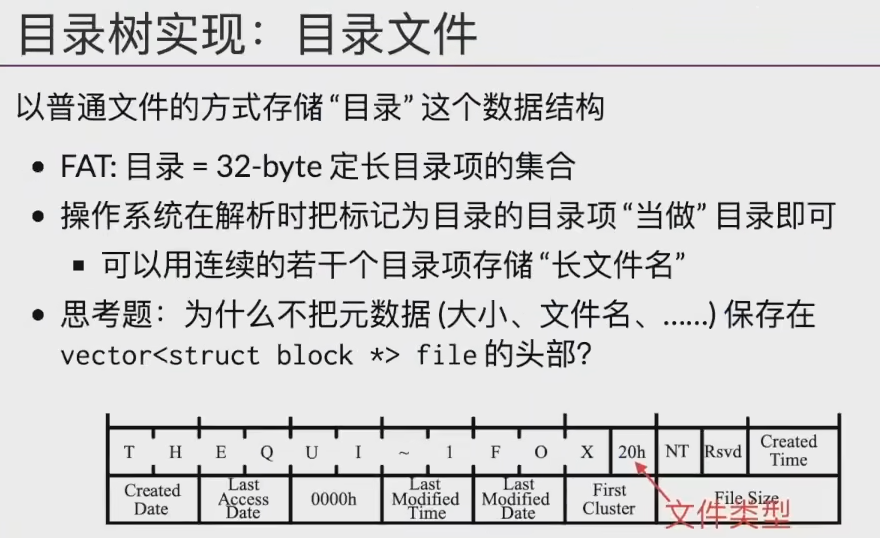 目录树实现：目录文件
以普通文件的方式存储“目录”这个数据结构
• FAT: 目录 = 32-byte 定长目录项的集合
• 操作系统在解析时把标记为目录的目录项“当做”目录即可
▪ 可以用连续的若干个目录项存储“长文件名”
• 思考题：为什么不把元数据 (大小、文件名、……) 保存在
vector<struct block *> file 的头部?
T H E Q U I ~ 1 F O X 20h NT Rsvd Created Time
Created Date Last Access Date 0000h Last Modified Time Last Modified Date First Cluster File Size
文件类型